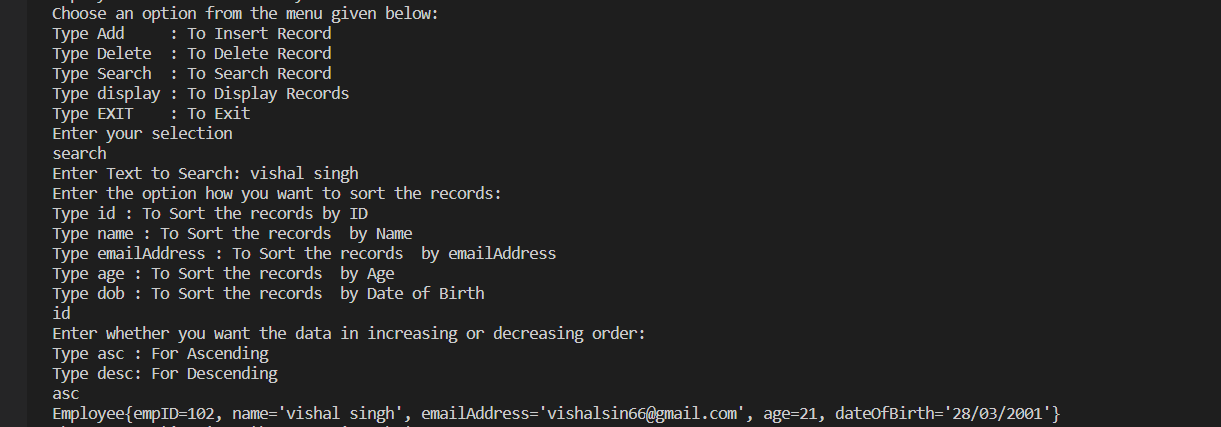 Choose an option from the menu given below:
Type Add     : To Insert Record
Type Delete  : To Delete Record
Type Search  : To Search Record
Type display : To Display Records
Type EXIT    : To Exit
Enter your selection
search
Enter Text to Search: vishal singh
Enter the option how you want to sort the records:
Type id : To Sort the records by ID
Type name : To Sort the records  by Name
Type emailAddress : To Sort the records  by emailAddress
Type age : To Sort the records  by Age
Type dob : To Sort the records  by Date of Birth
id
Enter whether you want the data in increasing or decreasing order:
Type asc : For Ascending
Type desc: For Descending
asc
Employee{empID=102, name='vishal singh', emailAddress='vishalsin66@gmail.com', age=21, dateOfBirth='28/03/2001'}